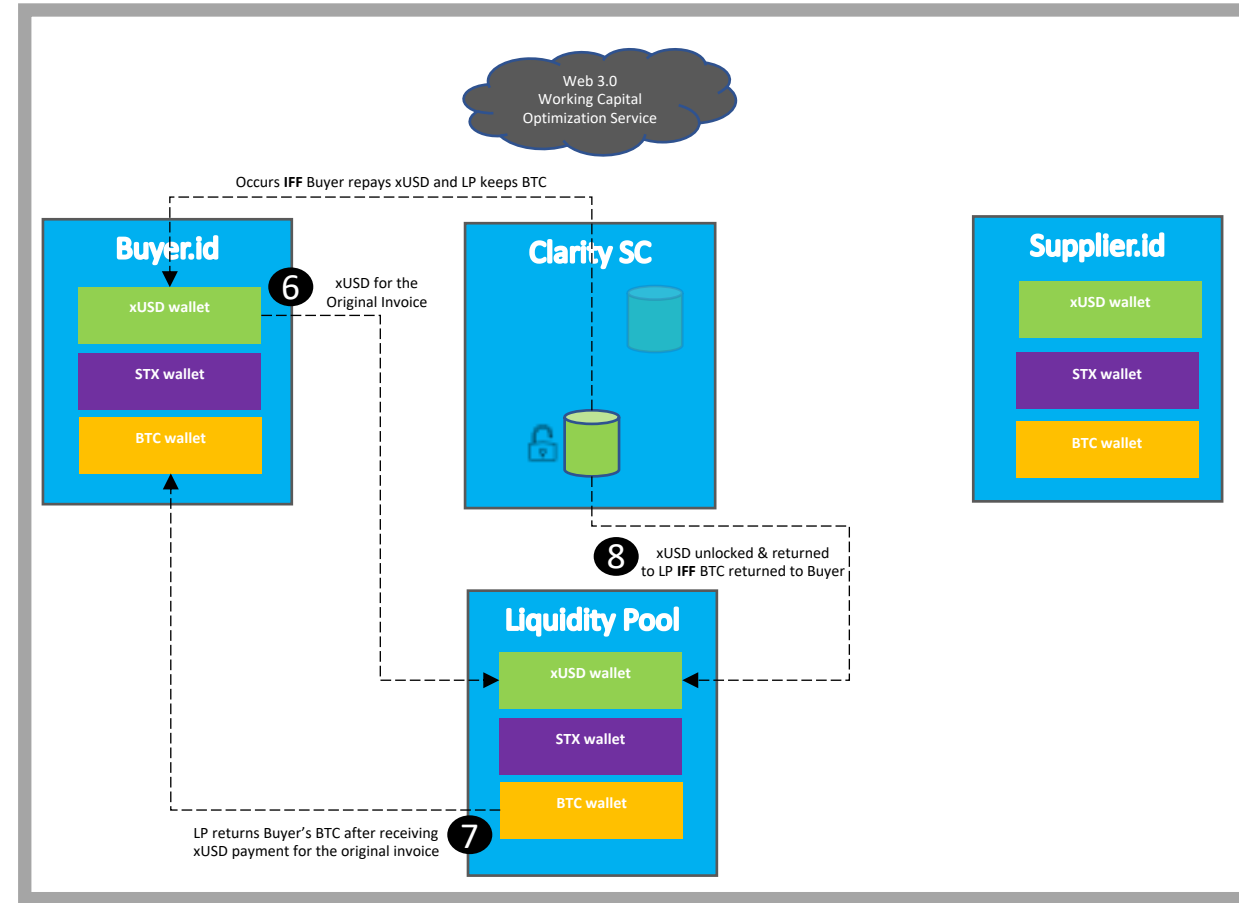 Web 3.0
Working Capital
Optimization Service
Occurs IFF Buyer repays xUSD and LP keeps BTC
Buyer.id
xUSD wallet
STX wallet
BTC wallet
6
xUSD for the
Original Invoice
Clarity SC
Supplier.id
xUSD wallet
STX wallet
BTC wallet
8
xUSD unlocked & returned
to LP IFF BTC returned to Buyer
Liquidity Pool
xUSD wallet
STX wallet
BTC wallet
7
LP returns Buyer’s BTC after receiving
xUSD payment for the original invoice